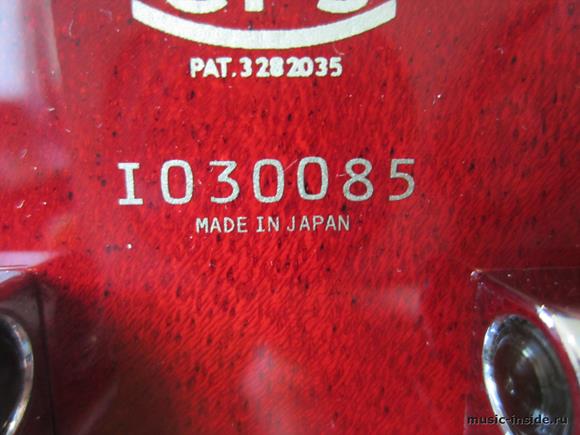 PAT.3282035
I030085
MADE IN JAPAN
music-inside.ru